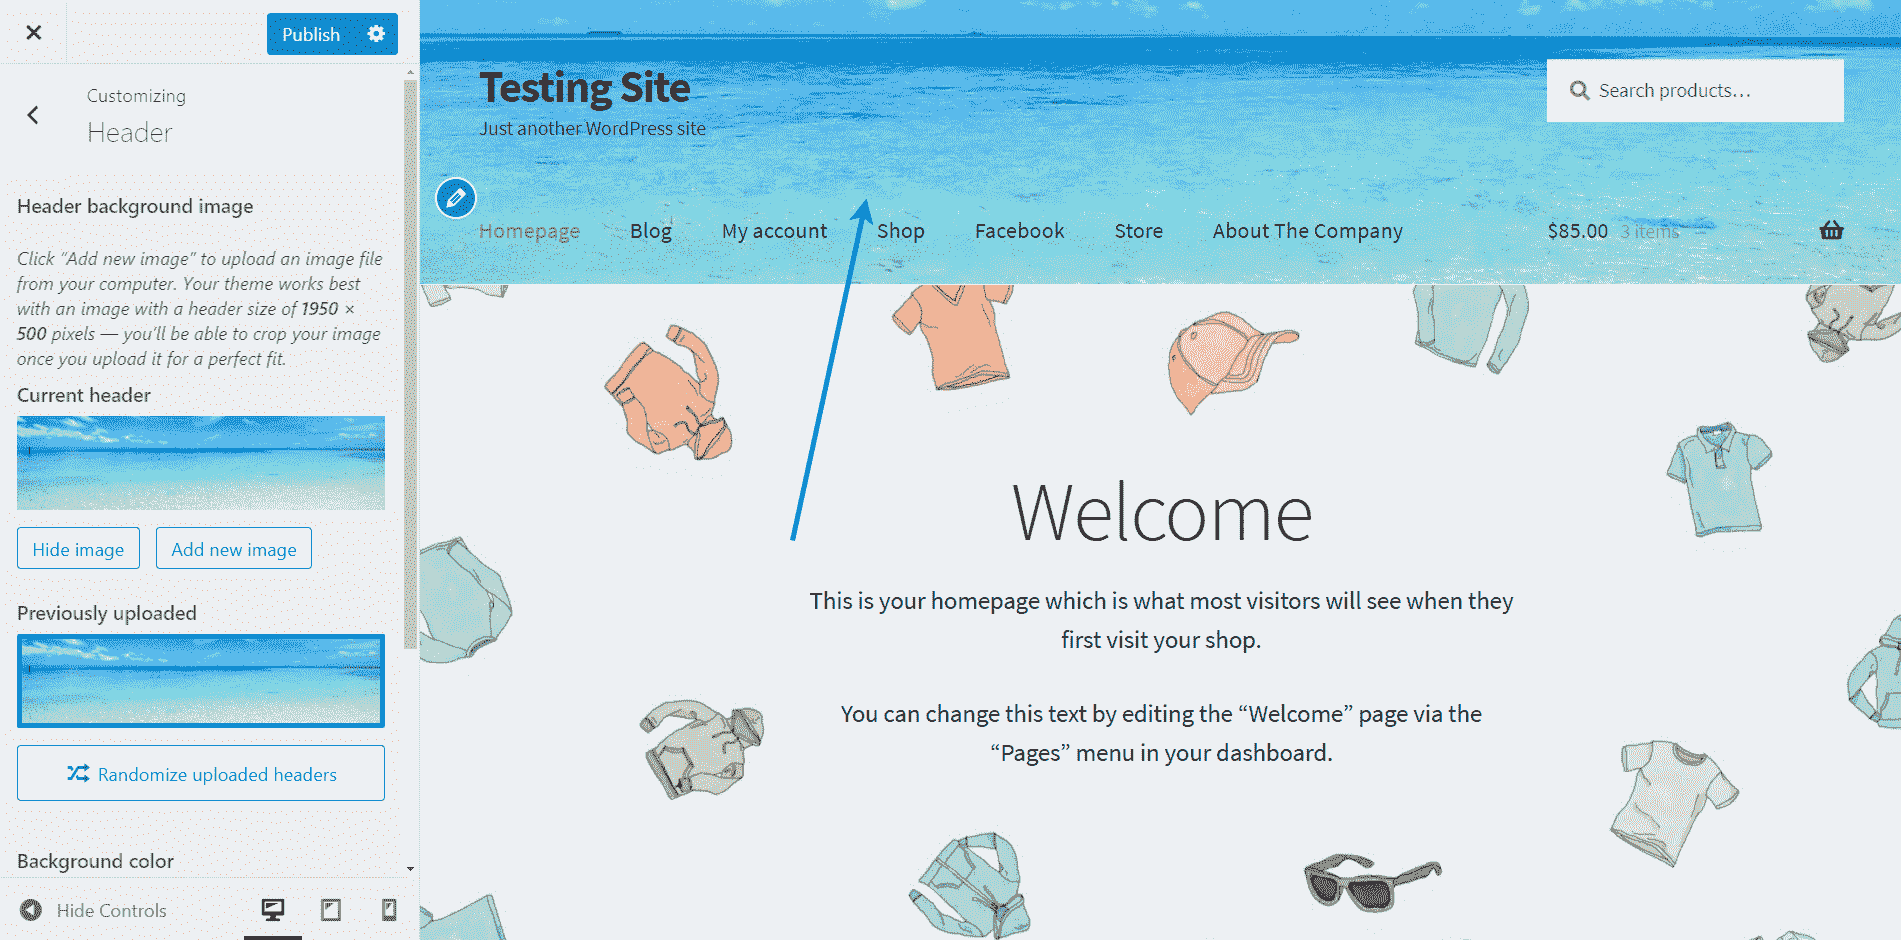 Publish
Customizing
Header
Header background image
Click “Add new image” to upload an image file
from your computer. Your theme works best
with an image with a header size of 1950 ×
500 pixels — you’ll be able to crop your image
once you upload it for a perfect fit.
Current header
Hide image
Add new image
Previously uploaded
Randomize uploaded headers
Background color
Hide Controls
Testing Site
Just another WordPress site
Search products…
Homepage
Blog
My account
Shop
Facebook
Store
About The Company
$85.00 3 items
Welcome
This is your homepage which is what most visitors will see when they
first visit your shop.
You can change this text by editing the “Welcome” page via the
“Pages” menu in your dashboard.